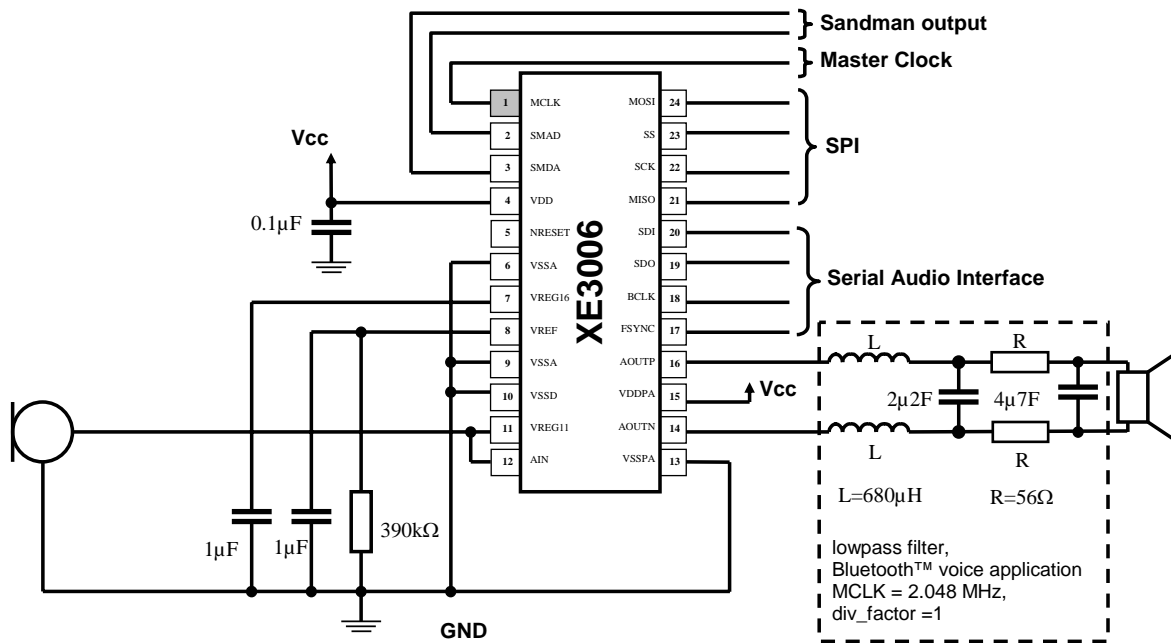 Sandman output
Master Clock
1 MCLK MOSI 24
Vcc
2 SMAD SS 23
SPI
3 SMDA SCK 22
4 VDD MISO 21
0.1µF
5 NRESET SDI 20
6 VSSA SDO 19
Serial Audio Interface
7 VREG16 BCLK 18
8 VREF FSYNC 17
XE3006
L R
9 VSSA AOUTP 16
Vcc
10 VSSD VDDPA 15
2µ2F 4µ7F
11 VREG11 AOUTN 14
12 AIN VSSPA 13
L R
L=680µH R=56Ω
390kΩ
1µF 1µF
lowpass filter,
Bluetooth™ voice application
MCLK = 2.048 MHz,
div_factor =1
GND